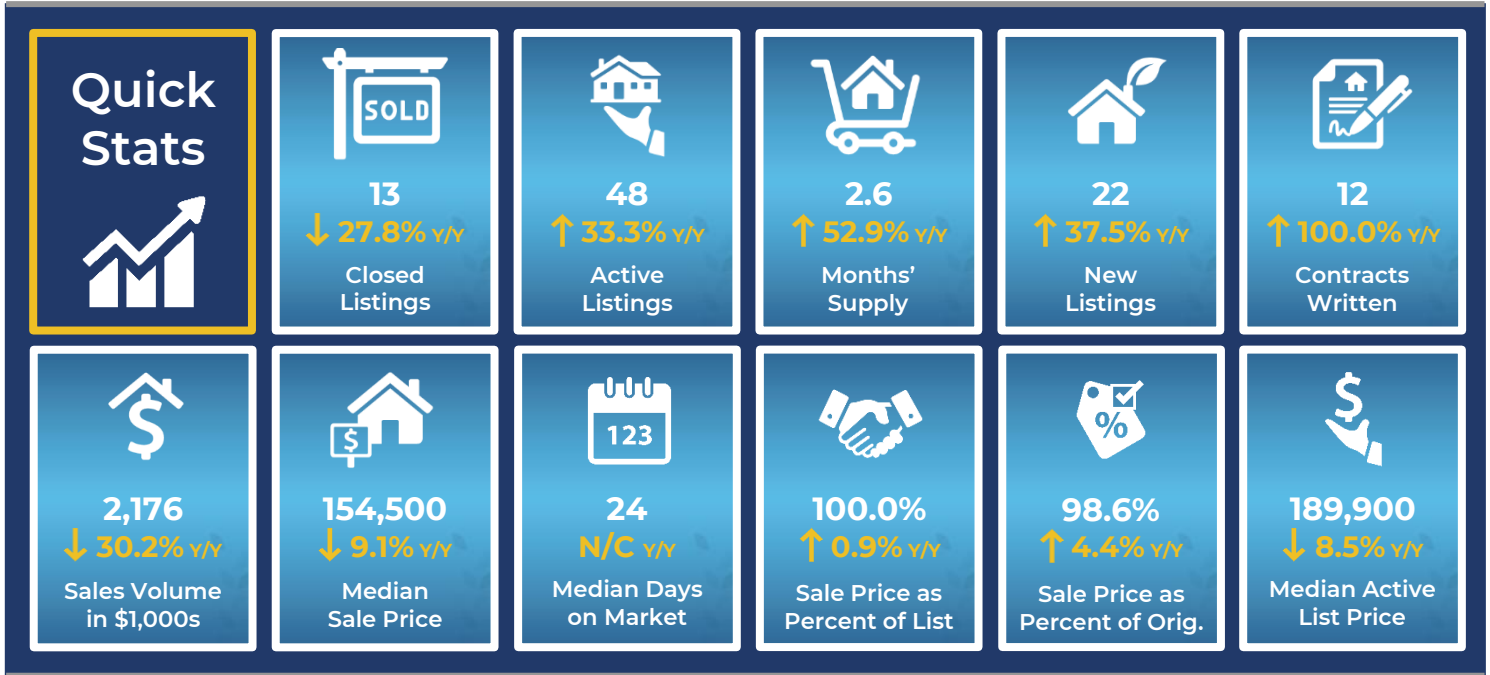 Quick
Stats
SOLD
13
↓ 27.8% Y/Y
Closed
Listings
48
↑ 33.3% Y/Y
Active
Listings
2.6
↑ 52.9% Y/Y
Months’
Supply
22
↑ 37.5% Y/Y
New
Listings
12
↑ 100.0% Y/Y
Contracts
Written
$
2,176
↓ 30.2% Y/Y
Sales Volume
in $1,000s
$
154,500
↓ 9.1% Y/Y
Median
Sale Price
123
24
N/C Y/Y
Median Days
on Market
100.0%
↑ 0.9% Y/Y
Sale Price as
Percent of List
%
98.6%
↑ 4.4% Y/Y
Sale Price as
Percent of Orig.
$
189,900
↓ 8.5% Y/Y
Median Active
List Price